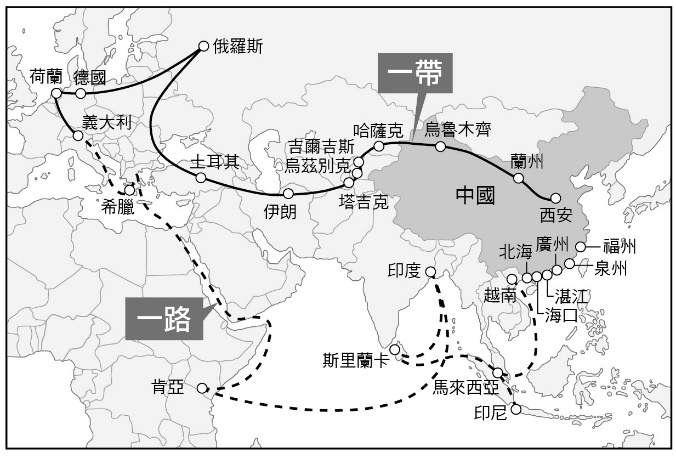 俄羅斯
荷蘭
德國
一帶
義大利
哈薩克
烏魯木齊
吉爾吉斯
烏茲別克
土耳其
蘭州
塔吉克
中國
希臘
伊朗
西安
北海
廣州
福州
印度
泉州
越南
湛江
一路
海口
斯里蘭卡
肯亞
馬來西亞
印尼